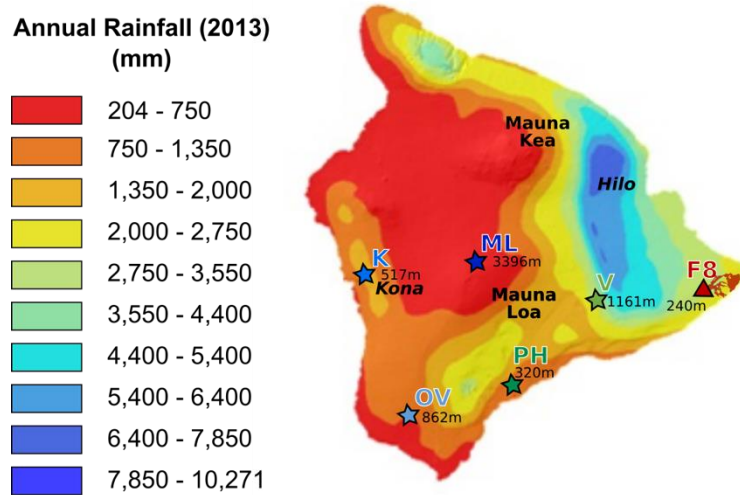 Annual Rainfall (2013)
(mm)
204 - 750
750 - 1,350
1,350 - 2,000
2,000 - 2,750
2,750 - 3,550
3,550 - 4,400
4,400 - 5,400
5,400 - 6,400
6,400 - 7,850
7,850 - 10,271
Mauna
Kea
Hilo
ML
3396m
K
517m
Kona
F8
240m
V
1161m
Mauna
Loa
PH
320m
OV
862m